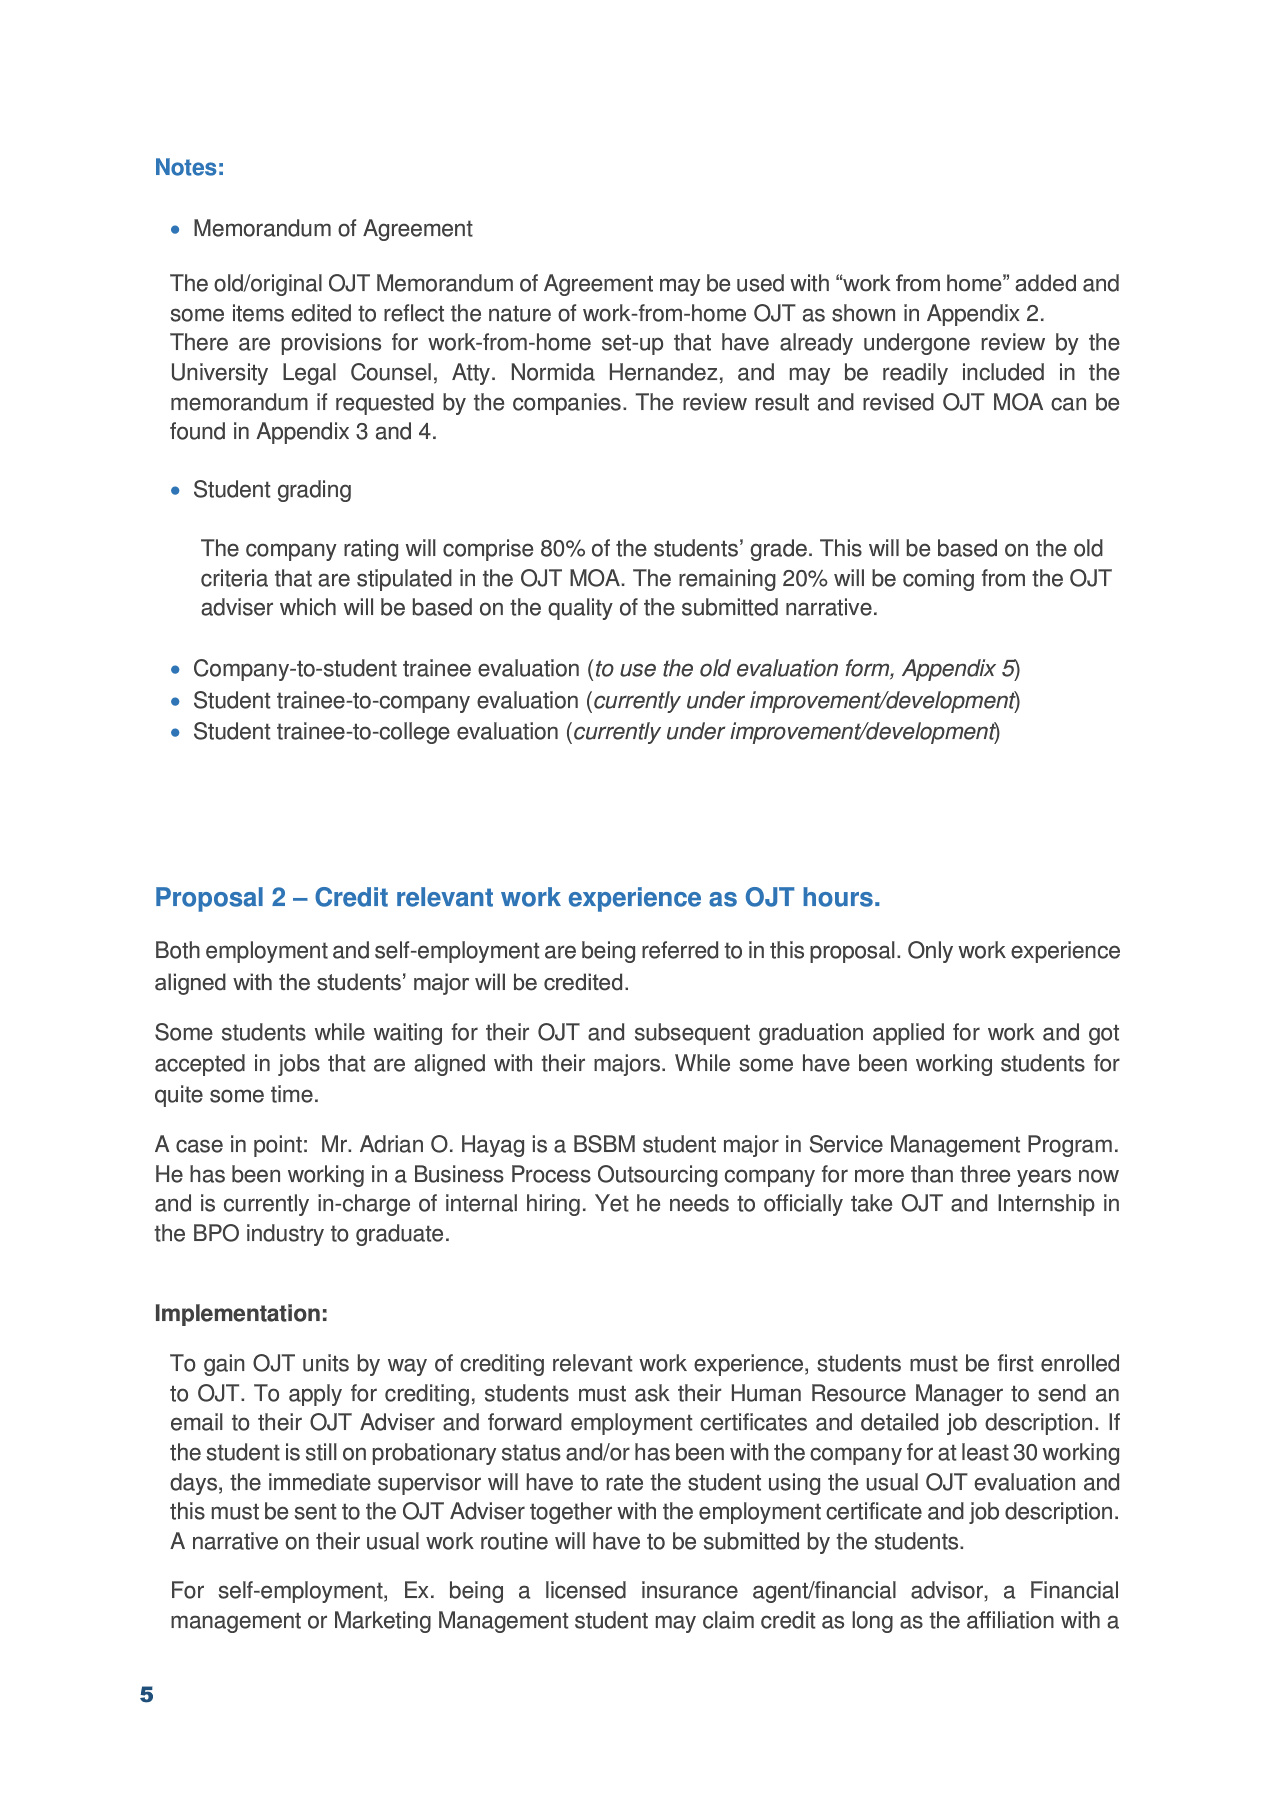 Notes:
• Memorandum of Agreement
The old/original OJT Memorandum of Agreement may be used with “work from home” added and
some items edited to reflect the nature of work-from-home OJT as shown in Appendix 2.
There are provisions for work-from-home set-up that have already undergone review by the
University Legal Counsel, Atty. Normida Hernandez, and may be readily included in the
memorandum if requested by the companies. The review result and revised OJT MOA can be
found in Appendix 3 and 4.
• Student grading
The company rating will comprise 80% of the students’ grade. This will be based on the old
criteria that are stipulated in the OJT MOA. The remaining 20% will be coming from the OJT
adviser which will be based on the quality of the submitted narrative.
• Company-to-student trainee evaluation (to use the old evaluation form, Appendix 5)
• Student trainee-to-company evaluation (currently under improvement/development)
• Student trainee-to-college evaluation (currently under improvement/development)
Proposal 2 – Credit relevant work experience as OJT hours.
Both employment and self-employment are being referred to in this proposal. Only work experience
aligned with the students’ major will be credited.
Some students while waiting for their OJT and subsequent graduation applied for work and got
accepted in jobs that are aligned with their majors. While some have been working students for
quite some time.
A case in point:  Mr. Adrian O. Hayag is a BSBM student major in Service Management Program.
He has been working in a Business Process Outsourcing company for more than three years now
and is currently in-charge of internal hiring. Yet he needs to officially take OJT and Internship in
the BPO industry to graduate.
Implementation:
To gain OJT units by way of crediting relevant work experience, students must be first enrolled
to OJT. To apply for crediting, students must ask their Human Resource Manager to send an
email to their OJT Adviser and forward employment certificates and detailed job description. If
the student is still on probationary status and/or has been with the company for at least 30 working
days, the immediate supervisor will have to rate the student using the usual OJT evaluation and
this must be sent to the OJT Adviser together with the employment certificate and job description.
A narrative on their usual work routine will have to be submitted by the students.
For self-employment, Ex. being a licensed insurance agent/financial advisor, a Financial
management or Marketing Management student may claim credit as long as the affiliation with a
5